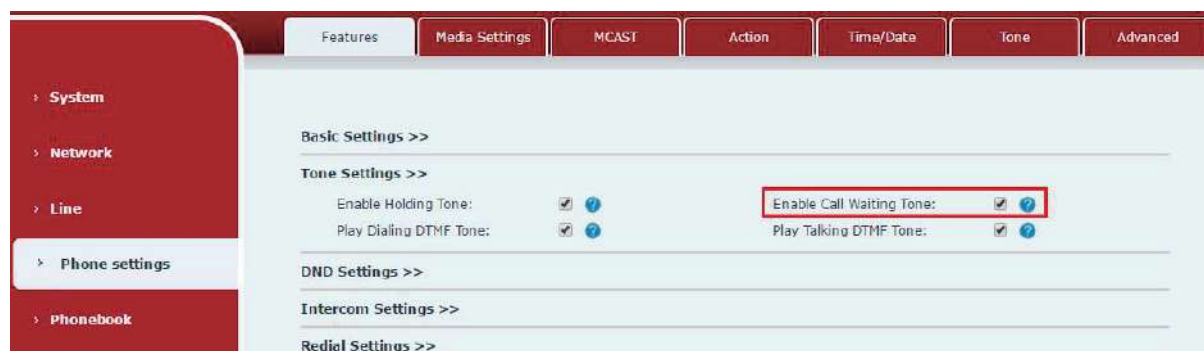 Features Media Settings MCAST Action Time/Date Tone Advanced
› System
› Network
› Line
› Phone settings
› Phonebook
Basic Settings >>
Tone Settings >>
Enable Holding Tone: ? Enable Call Waiting Tone: ?
Play Dialing DTMF Tone: ? Play Talking DTMF Tone: ?
DND Settings >>
Intercom Settings >>
Redial Settings >>